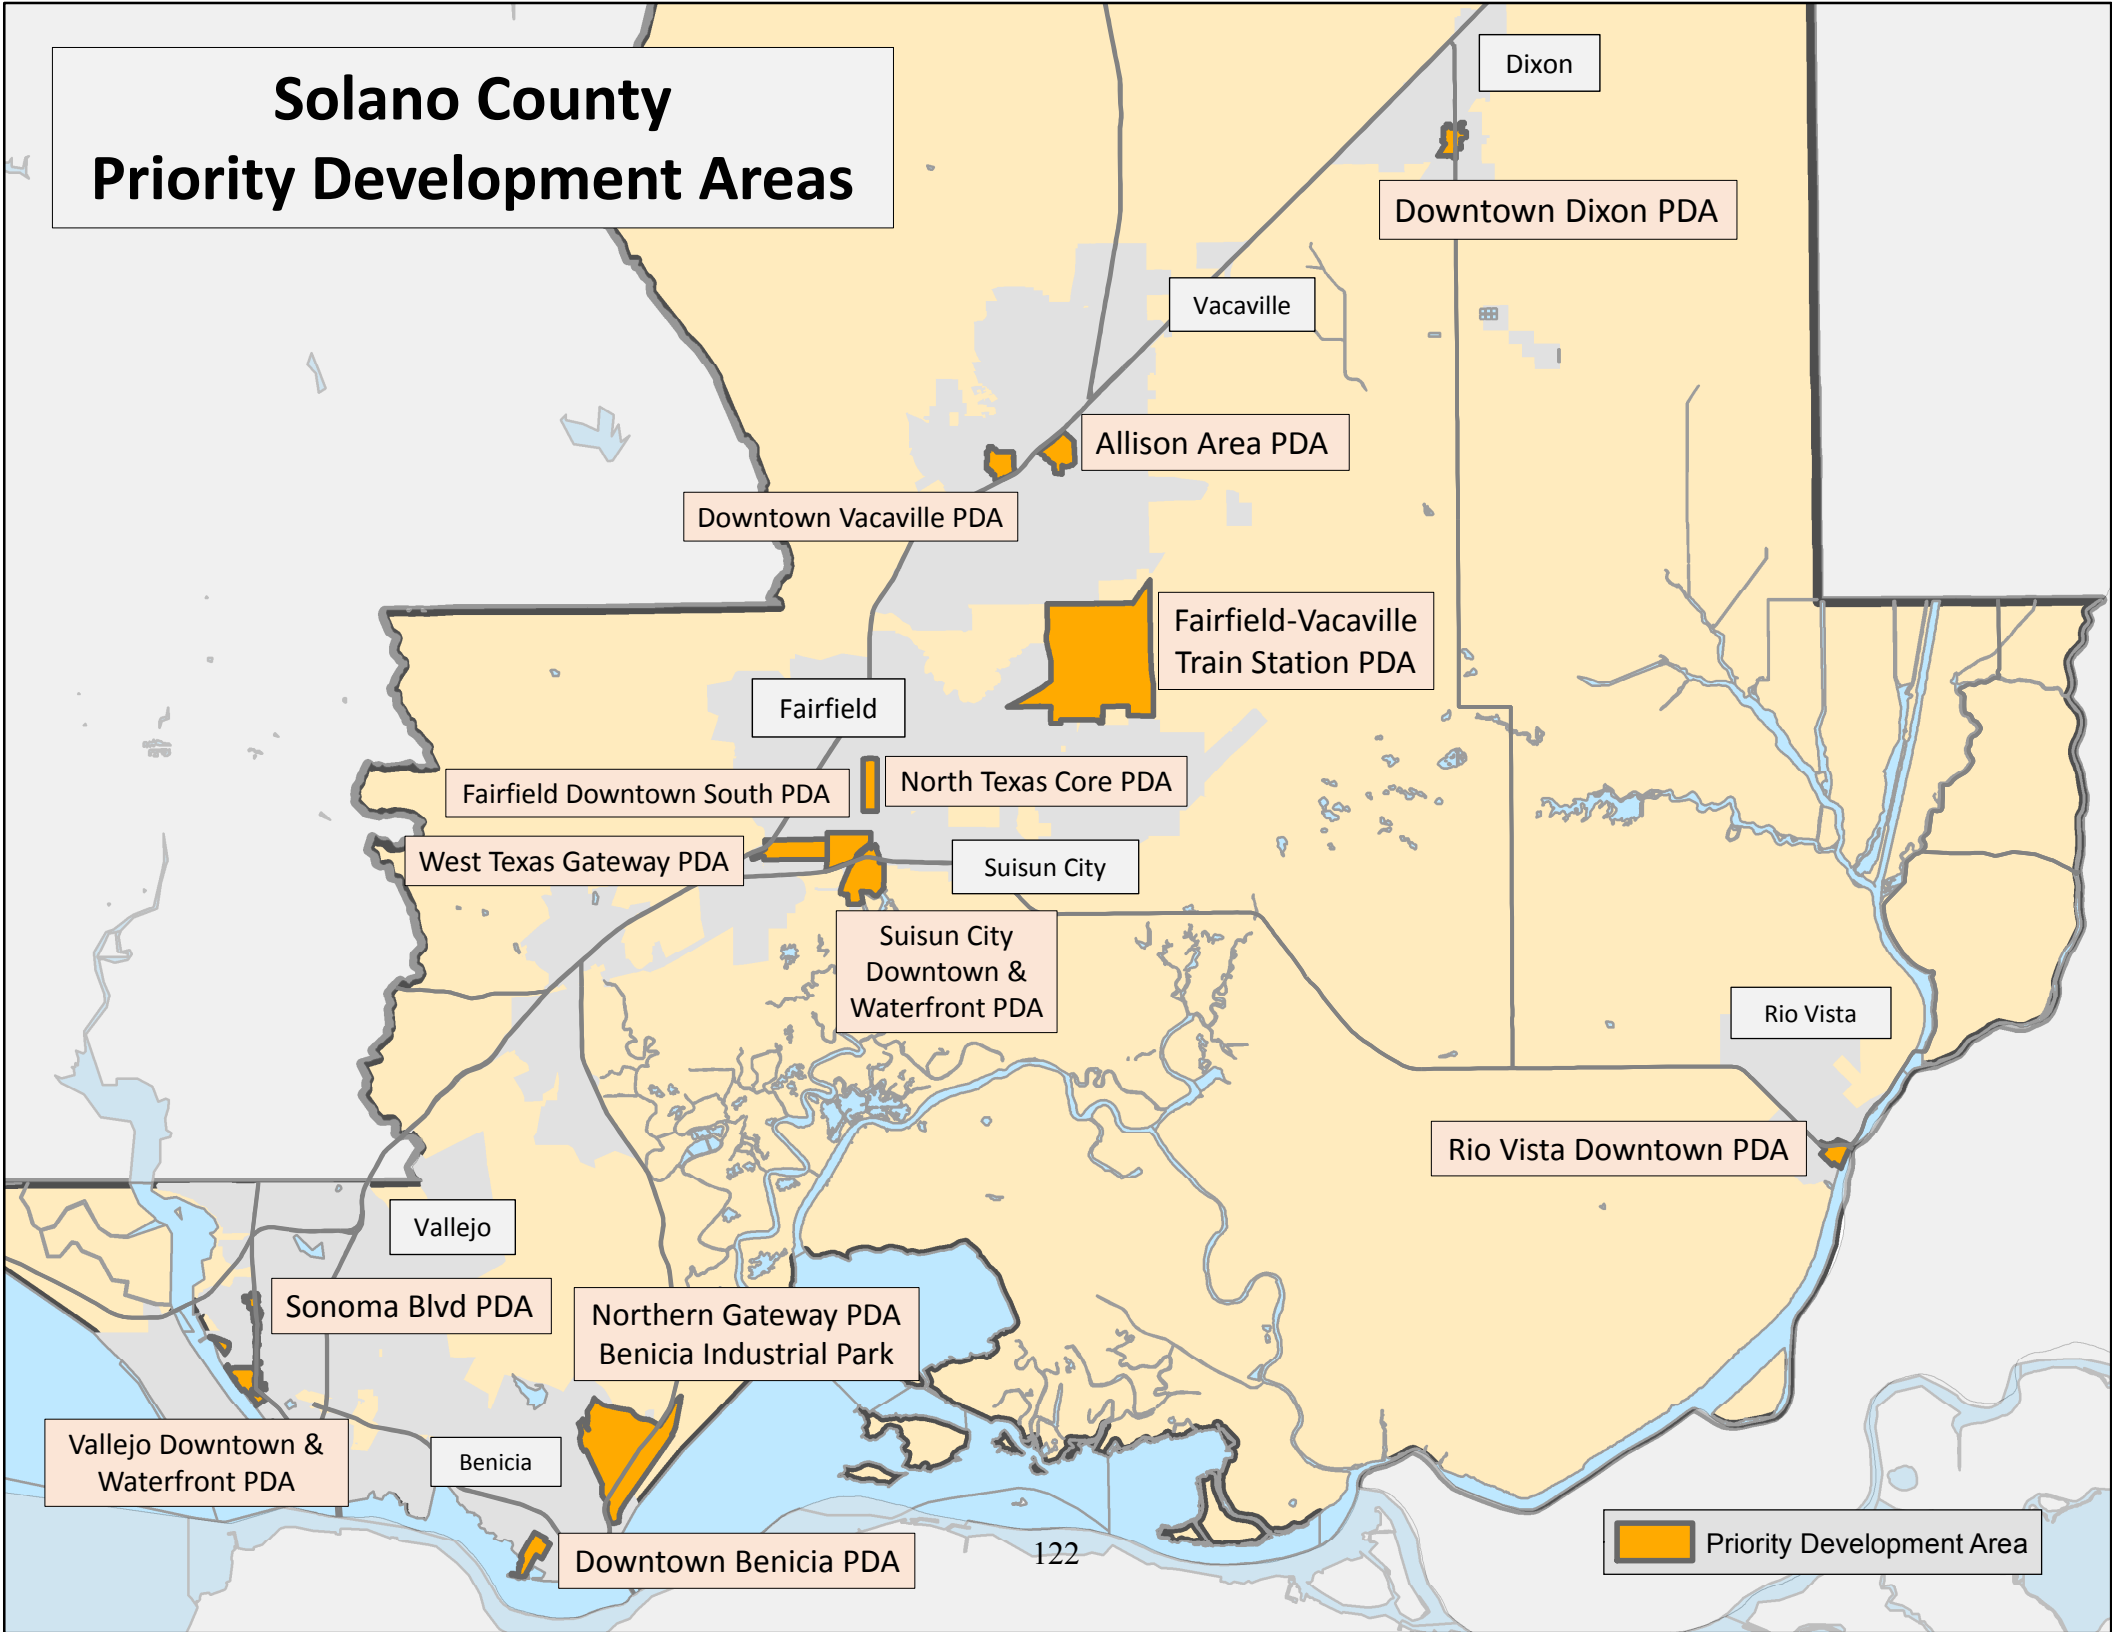 Solano County
Priority Development Areas
Dixon
Downtown Dixon PDA
Vacaville
Allison Area PDA
Downtown Vacaville PDA
Fairfield-Vacaville
Train Station PDA
Fairfield
North Texas Core PDA
Fairfield Downtown South PDA
West Texas Gateway PDA
Suisun City
Suisun City
Downtown &
Waterfront PDA
Rio Vista
Rio Vista Downtown PDA
Vallejo
Sonoma Blvd PDA
Northern Gateway PDA
Benicia Industrial Park
Vallejo Downtown &
Waterfront PDA
Benicia
Downtown Benicia PDA
122
Priority Development Area